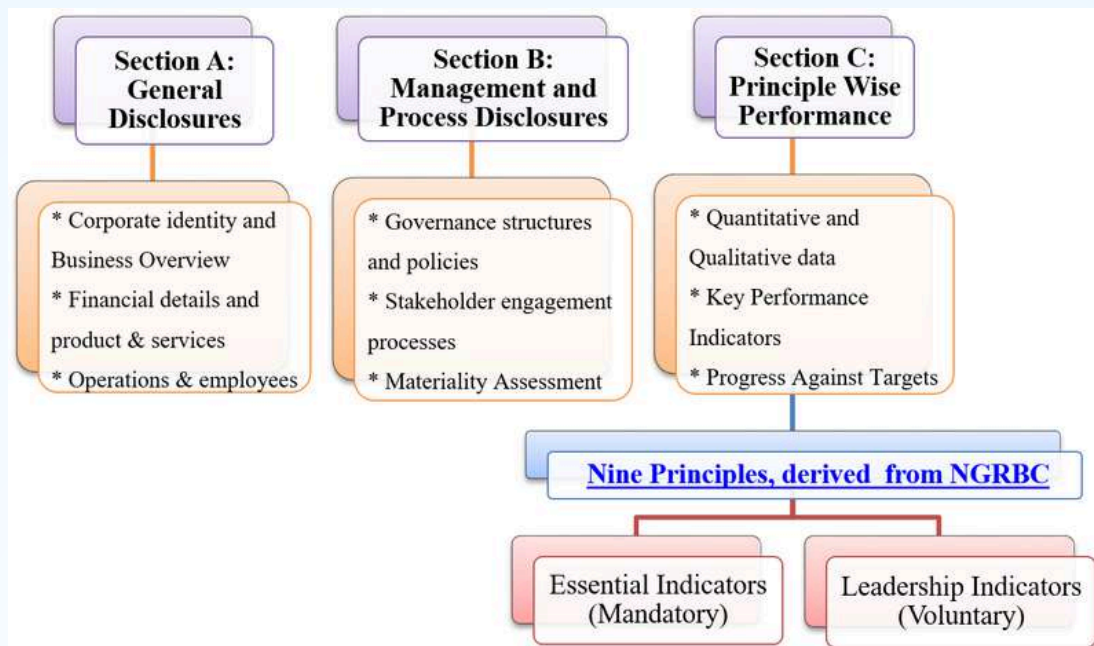 Section A:
General
Disclosures
* Corporate identity and
Business Overview
* Financial details and
product & services
* Operations & employees
Section B:
Management and
Process Disclosures
* Governance structures
and policies
* Stakeholder engagement
processes
* Materiality Assessment
Section C:
Principle Wise
Performance
* Quantitative and
Qualitative data
* Key Performance
Indicators
* Progress Against Targets
Nine Principles, derived from NGRBC
Essential Indicators
(Mandatory)
Leadership Indicators
(Voluntary)